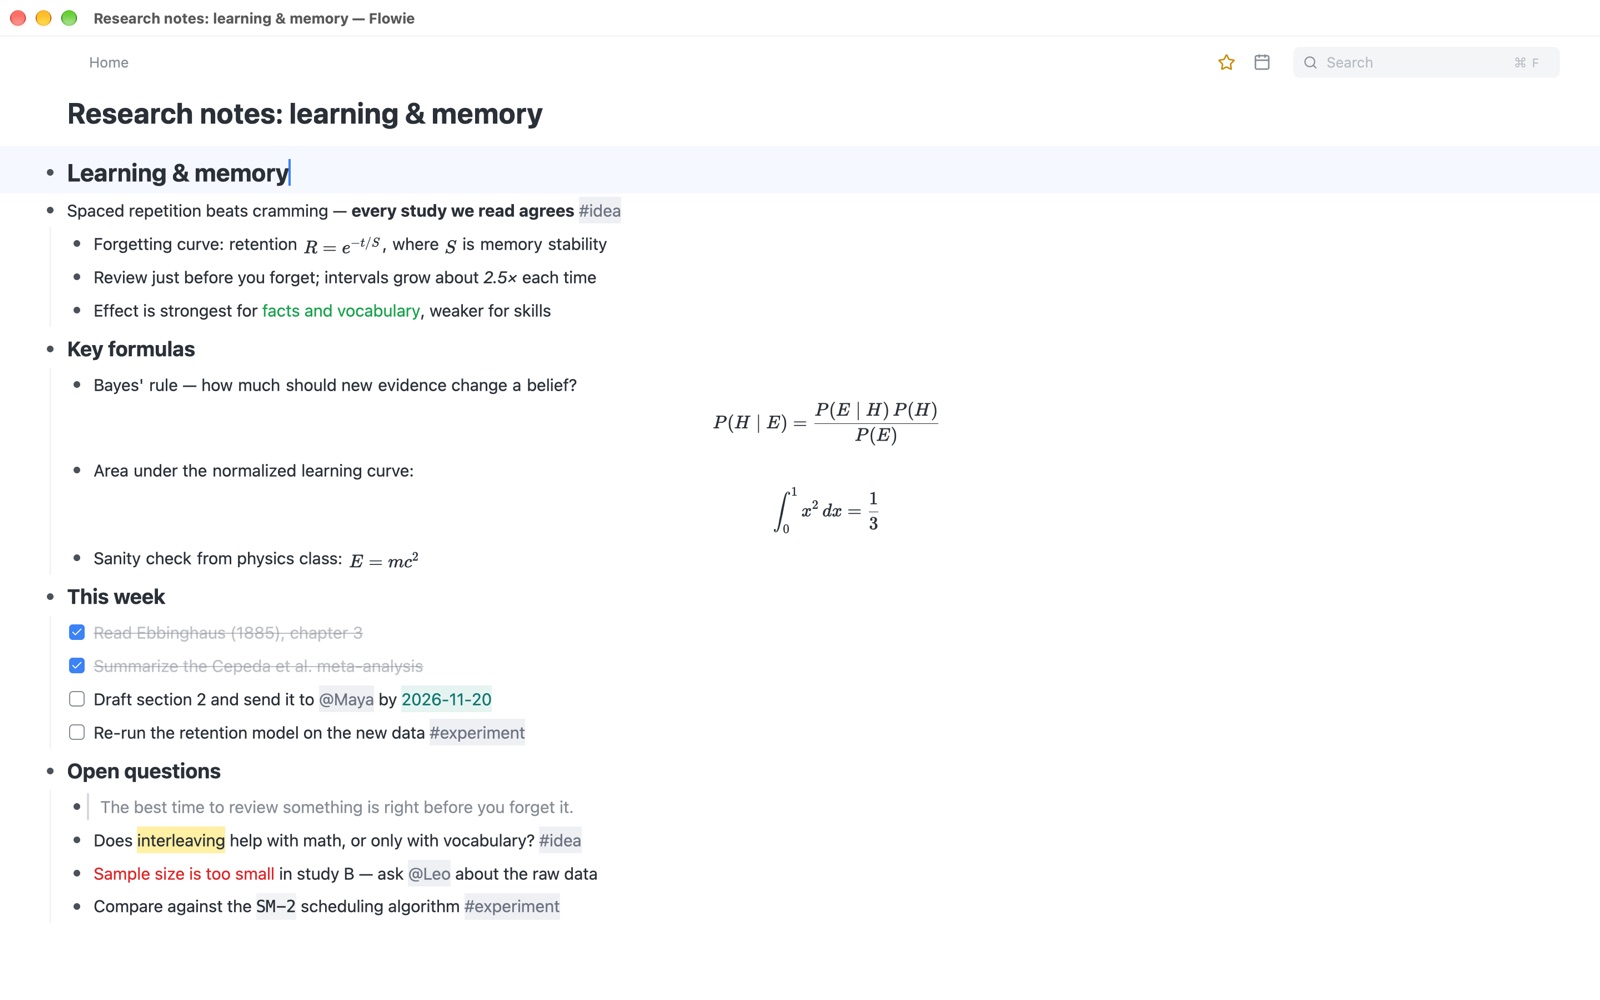 Research notes: learning & memory — Flowie
Home
Search ⌘ F
Research notes: learning & memory
Learning & memory
Spaced repetition beats cramming — every study we read agrees #idea
Forgetting curve: retention R = e^{-t/S}, where S is memory stability
Review just before you forget; intervals grow about 2.5× each time
Effect is strongest for facts and vocabulary, weaker for skills
Key formulas
Bayes' rule — how much should new evidence change a belief?
P(H | E) = \frac{P(E | H) P(H)}{P(E)}
Area under the normalized learning curve:
\int_0^1 x^2 dx = \frac{1}{3}
Sanity check from physics class: E = mc^2
This week
Read Ebbinghaus (1885), chapter 3
Summarize the Cepeda et al. meta-analysis
Draft section 2 and send it to @Maya by 2026-11-20
Re-run the retention model on the new data #experiment
Open questions
The best time to review something is right before you forget it.
Does interleaving help with math, or only with vocabulary? #idea
Sample size is too small in study B — ask @Leo about the raw data
Compare against the SM-2 scheduling algorithm #experiment